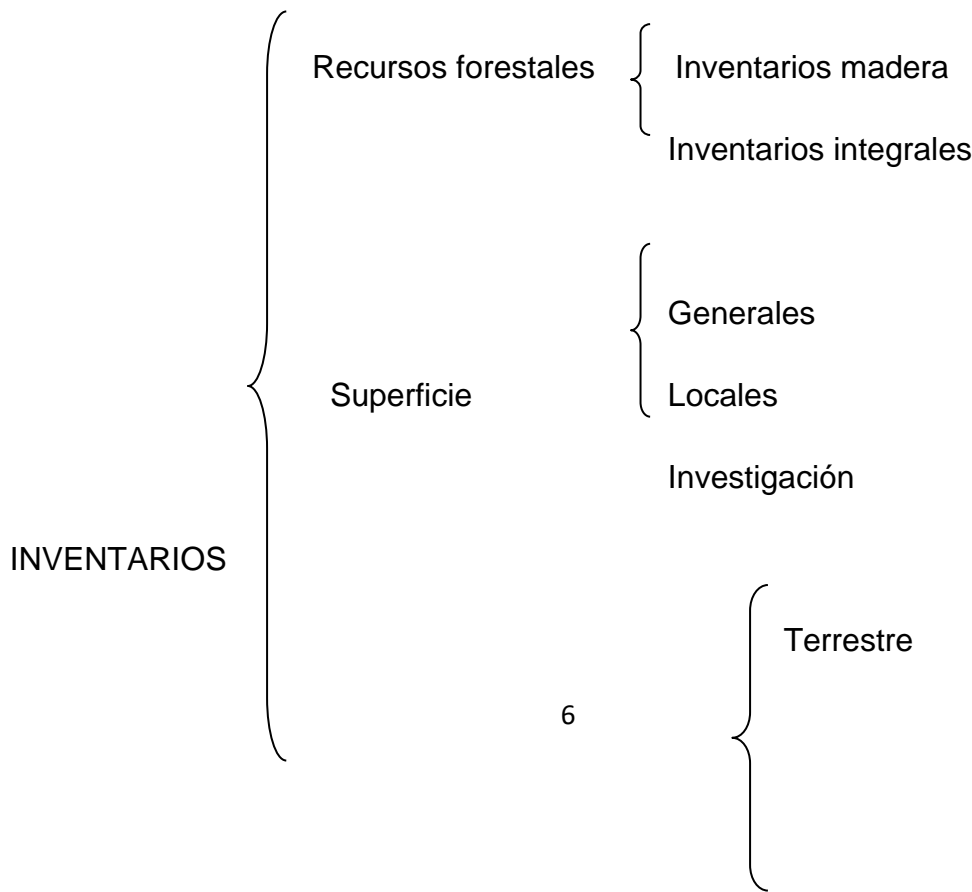 Recursos forestales Inventarios madera
Inventarios integrales
Generales
Superficie Locales
Investigación
INVENTARIOS
Terrestre
6